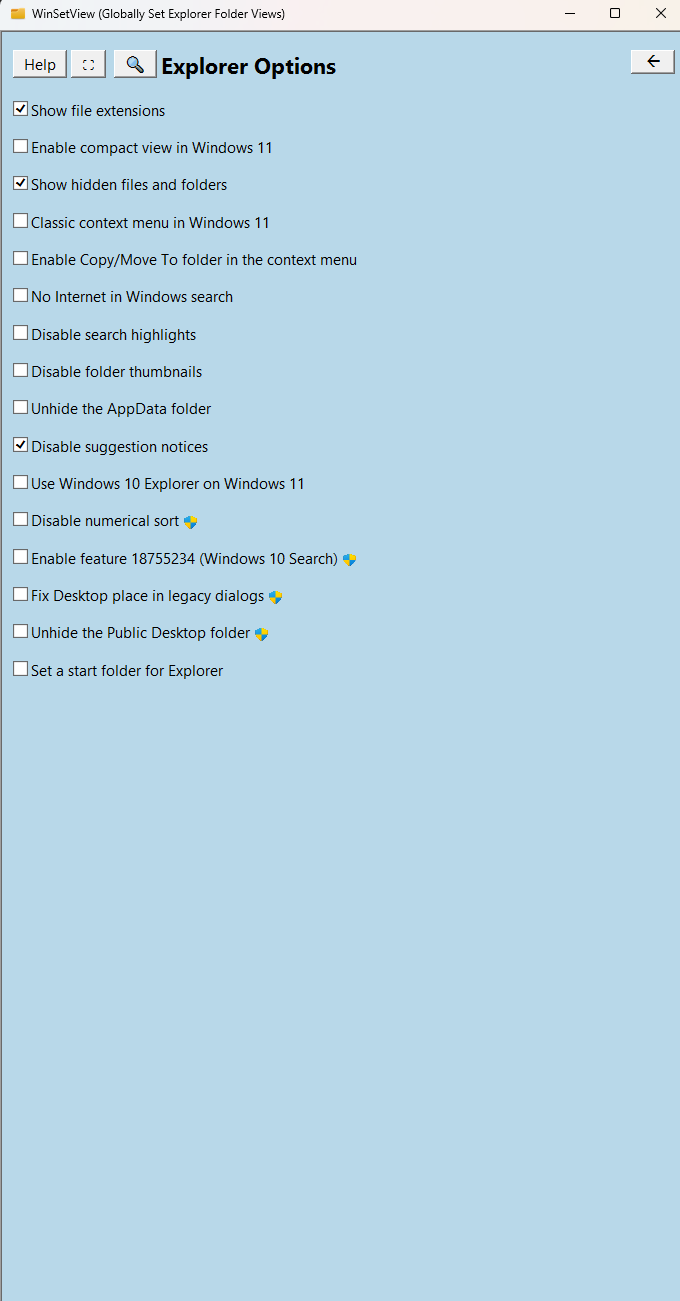 WinSetView (Globally Set Explorer Folder Views)
Help
Explorer Options
Show file extensions
Enable compact view in Windows 11
Show hidden files and folders
Classic context menu in Windows 11
Enable Copy/Move To folder in the context menu
No Internet in Windows search
Disable search highlights
Disable folder thumbnails
Unhide the AppData folder
Disable suggestion notices
Use Windows 10 Explorer on Windows 11
Disable numerical sort
Enable feature 18755234 (Windows 10 Search)
Fix Desktop place in legacy dialogs
Unhide the Public Desktop folder
Set a start folder for Explorer